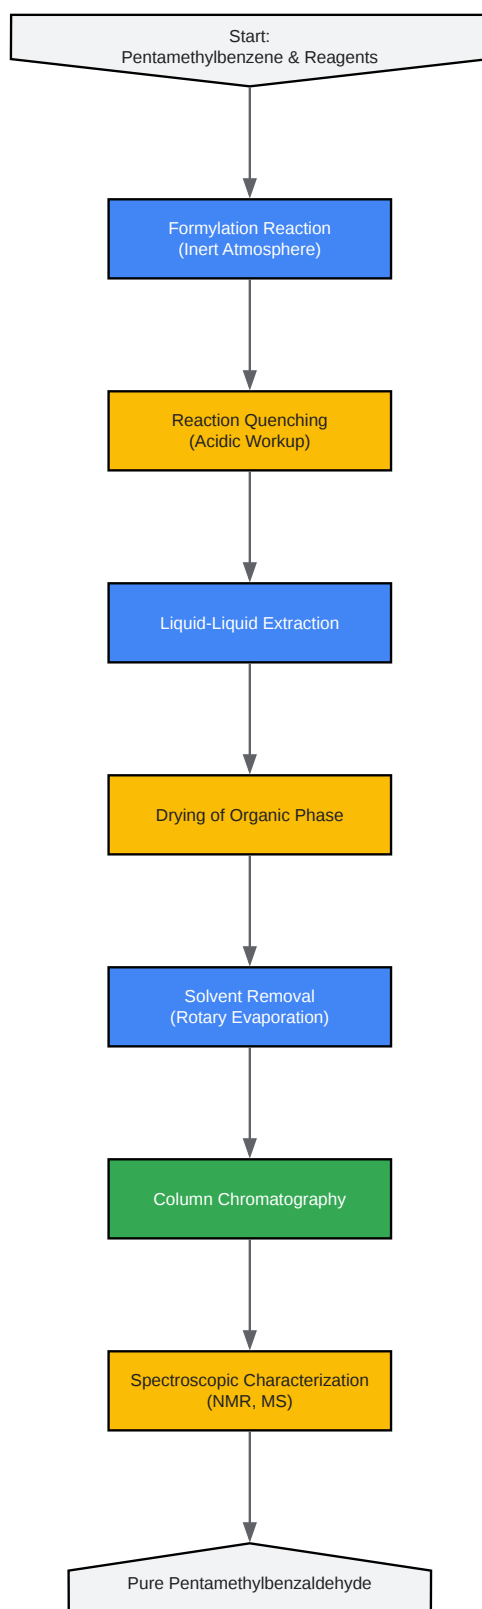 Start:
Pentamethylbenzene & Reagents
Formylation Reaction
(Inert Atmosphere)
Reaction Quenching
(Acidic Workup)
Liquid-Liquid Extraction
Drying of Organic Phase
Solvent Removal
(Rotary Evaporation)
Column Chromatography
Spectroscopic Characterization
(NMR, MS)
Pure Pentamethylbenzaldehyde